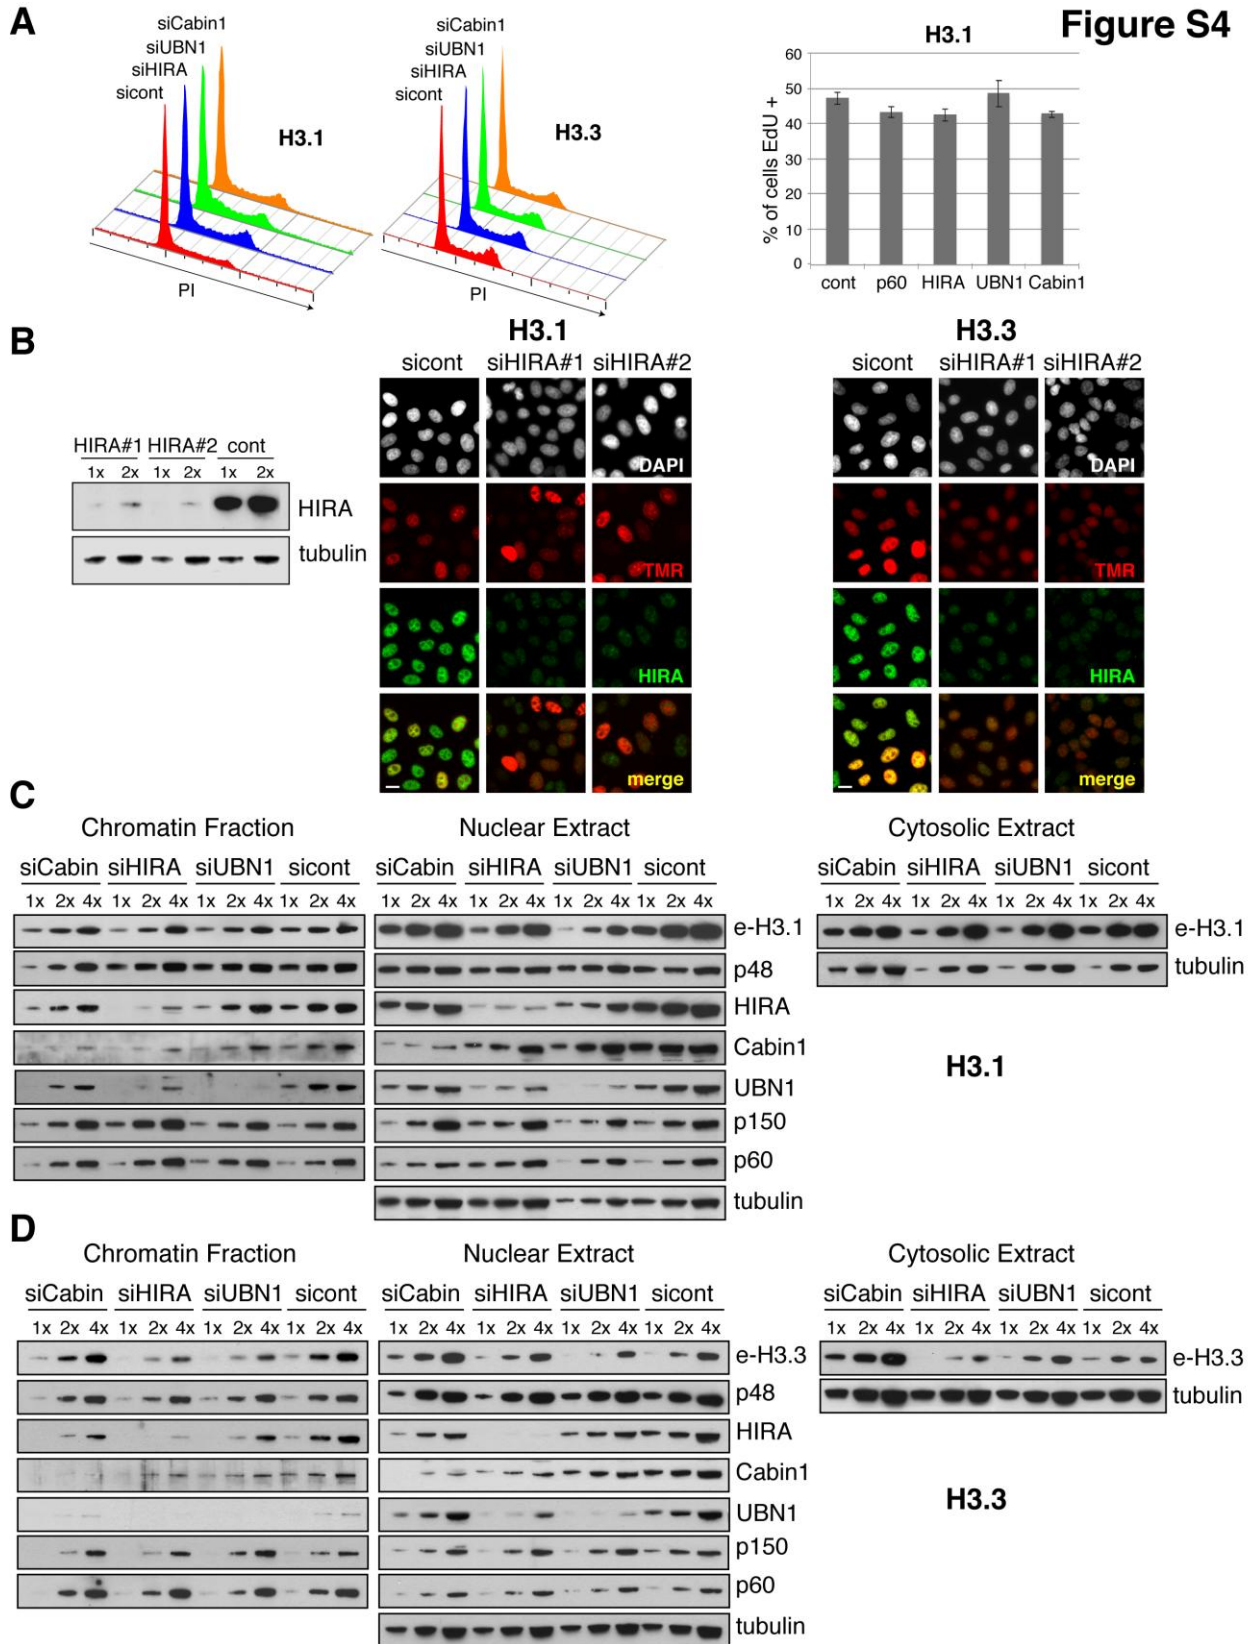 A
Figure S4
siCabin1
siUBN1
siHIRA
sicont
H3.1
PI
siCabin1
siUBN1
siHIRA
sicont
H3.3
PI
H3.1
% of cells EdU +
60
50
40
30
20
10
0
cont p60 HIRA UBN1 Cabin1
B
HIRA#1 HIRA#2 cont
1x 2x 1x 2x 1x 2x
HIRA
tubulin
H3.1
sicont siHIRA#1 siHIRA#2
DAPI
TMR
HIRA
merge
H3.3
sicont siHIRA#1 siHIRA#2
DAPI
TMR
HIRA
merge
C
Chromatin Fraction
siCabin siHIRA siUBN1 sicont
1x 2x 4x 1x 2x 4x 1x 2x 4x 1x 2x 4x
Nuclear Extract
siCabin siHIRA siUBN1 sicont
1x 2x 4x 1x 2x 4x 1x 2x 4x 1x 2x 4x
e-H3.1
p48
HIRA
Cabin1
UBN1
p150
p60
tubulin
Cytosolic Extract
siCabin siHIRA siUBN1 sicont
1x 2x 4x 1x 2x 4x 1x 2x 4x 1x 2x 4x
e-H3.1
tubulin
H3.1
D
Chromatin Fraction
siCabin siHIRA siUBN1 sicont
1x 2x 4x 1x 2x 4x 1x 2x 4x 1x 2x 4x
Nuclear Extract
siCabin siHIRA siUBN1 sicont
1x 2x 4x 1x 2x 4x 1x 2x 4x 1x 2x 4x
e-H3.3
p48
HIRA
Cabin1
UBN1
p150
p60
tubulin
Cytosolic Extract
siCabin siHIRA siUBN1 sicont
1x 2x 4x 1x 2x 4x 1x 2x 4x 1x 2x 4x
e-H3.3
tubulin
H3.3